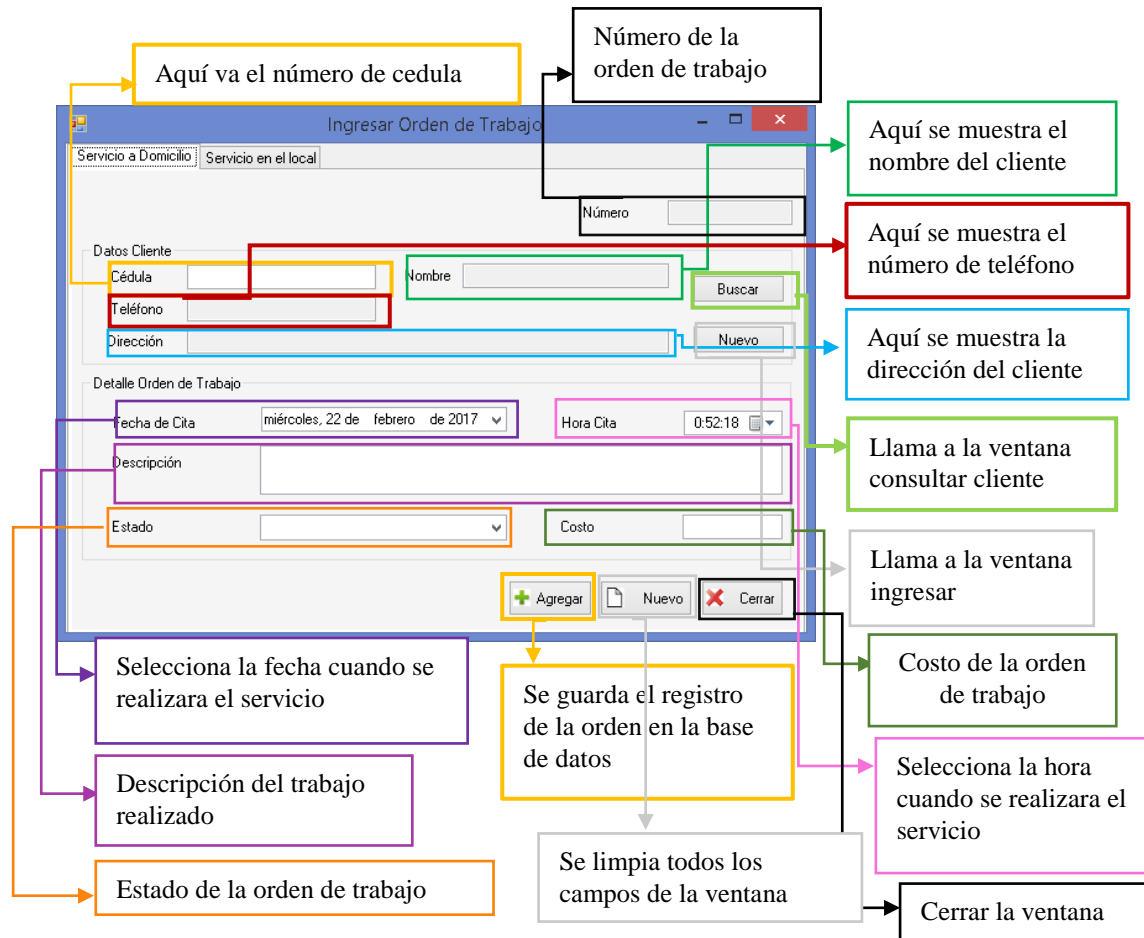 Número de la
orden de trabajo
Aquí va el número de cedula
Ingresar Orden de Trabajo
Servicio a Domicilio
Servicio en el local
Aquí se muestra el
nombre del cliente
Número
Datos Cliente
Cédula
Nombre
Buscar
Aquí se muestra el
número de teléfono
Teléfono
Dirección
Nuevo
Aquí se muestra la
dirección del cliente
Detalle Orden de Trabajo
Fecha de Cita
miércoles, 22 de febrero de 2017
Hora Cita
0:52:18
Llama a la ventana
consultar cliente
Descripción
Estado
Costo
Llama a la ventana
ingresar
Agregar
Nuevo
Cerrar
Selecciona la fecha cuando se
realizara el servicio
Costo de la orden
de trabajo
Se guarda el registro
de la orden en la base
de datos
Selecciona la hora
cuando se realizara el
servicio
Descripción del trabajo
realizado
Se limpia todos los
campos de la ventana
Estado de la orden de trabajo
Cerrar la ventana